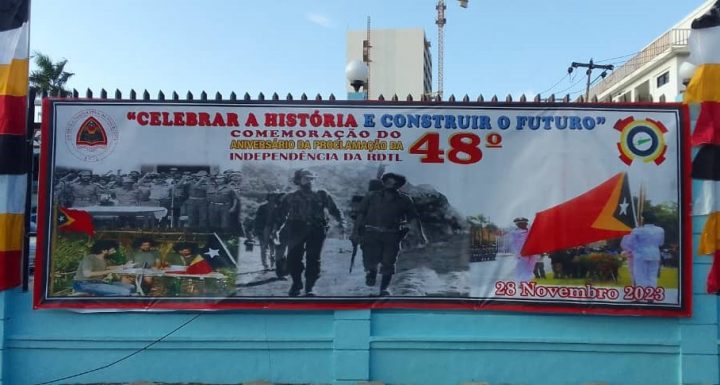 "CELEBRAR A HISTÓRIA E CONSTRUIR O FUTURO"
COMEMORAÇÃO DO
ANIVERSÁRIO DA PROCLAMAÇÃO DA
INDEPENDÊNCIA DA RDTL
48º
28 Novembro 2023